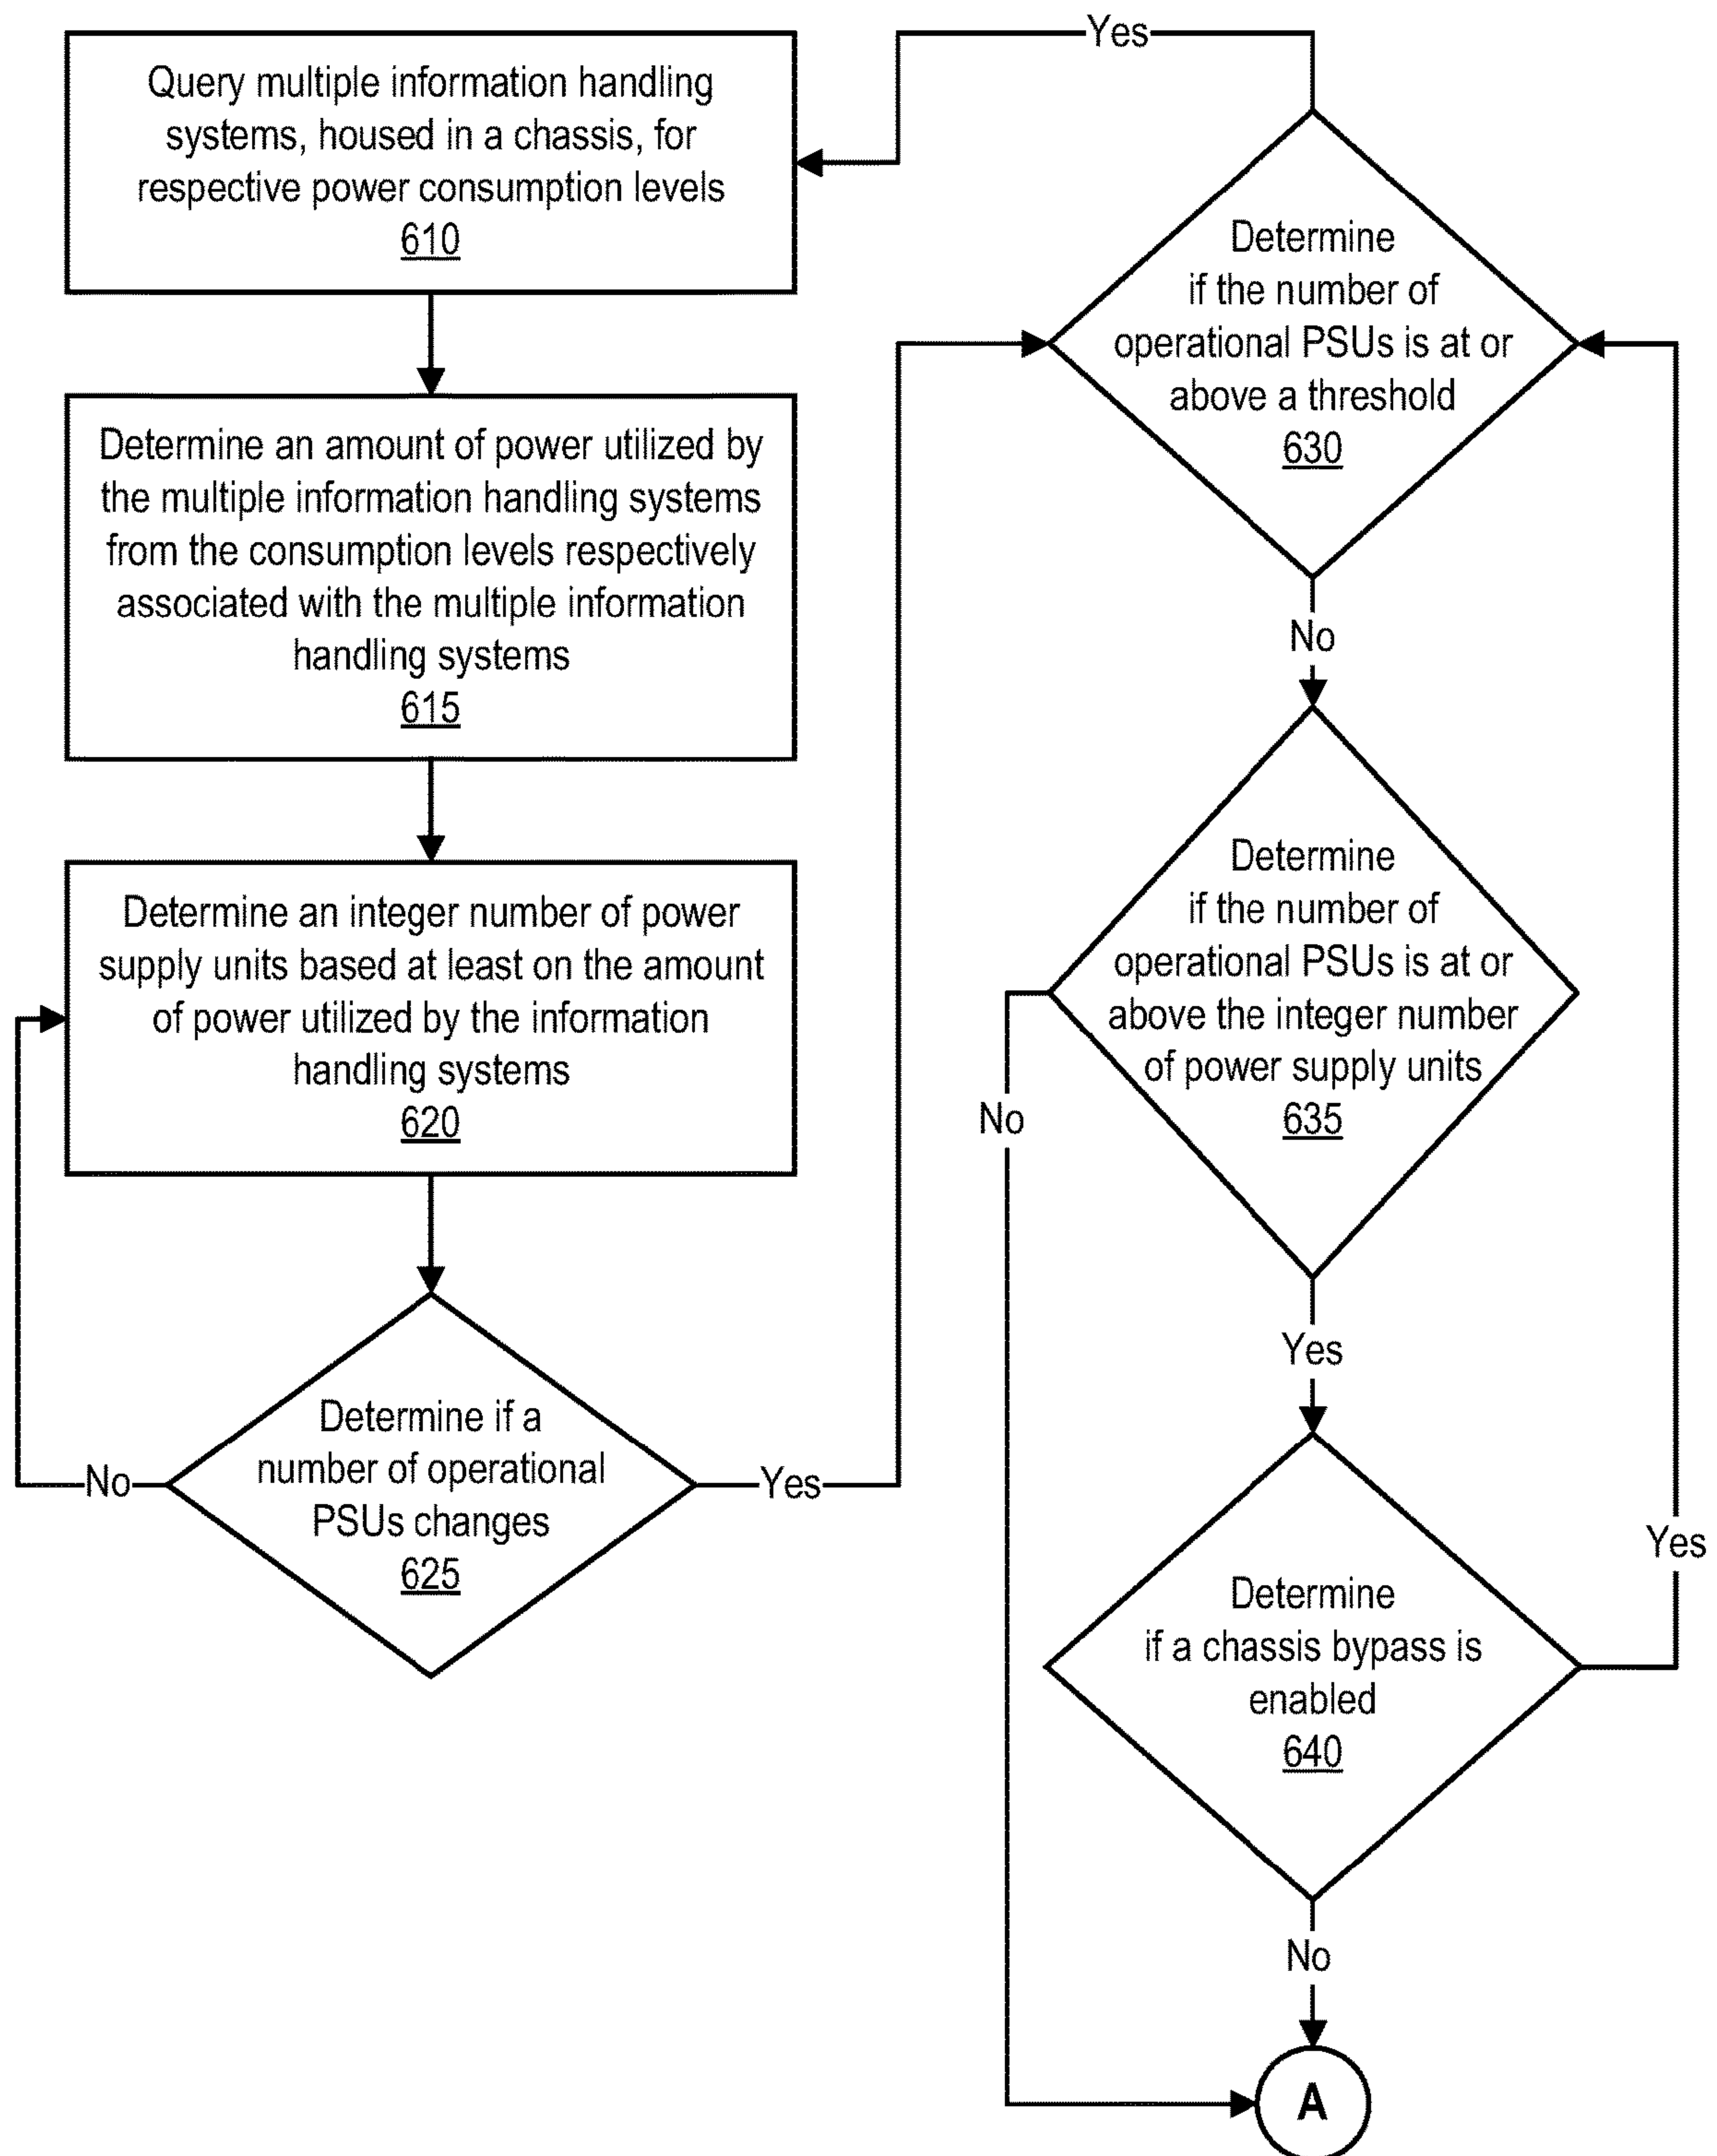 Query multiple information handling
systems, housed in a chassis, for
respective power consumption levels
610
Determine an amount of power utilized by
the multiple information handling systems
from the consumption levels respectively
associated with the multiple information
handling systems
615
Determine an integer number of power
supply units based at least on the amount
of power utilized by the information
handling systems
620
Determine if a
number of operational
PSUs changes
625
No
Yes
Yes
Determine
if the number of
operational PSUs is at or
above a threshold
630
No
Determine
if the number of
operational PSUs is at or
above the integer number
of power supply units
635
No
Yes
Determine
if a chassis bypass is
enabled
640
Yes
No
A